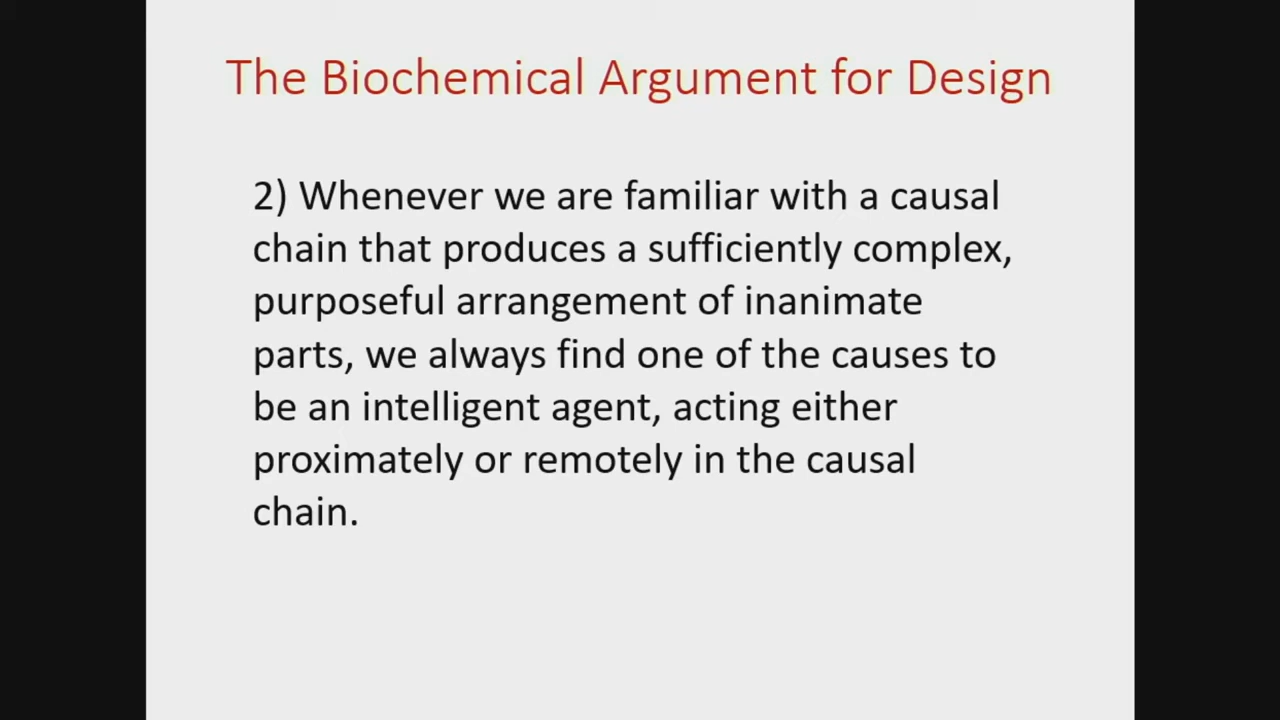 The Biochemical Argument for Design
2) Whenever we are familiar with a causal
chain that produces a sufficiently complex,
purposeful arrangement of inanimate
parts, we always find one of the causes to
be an intelligent agent, acting either
proximately or remotely in the causal
chain.